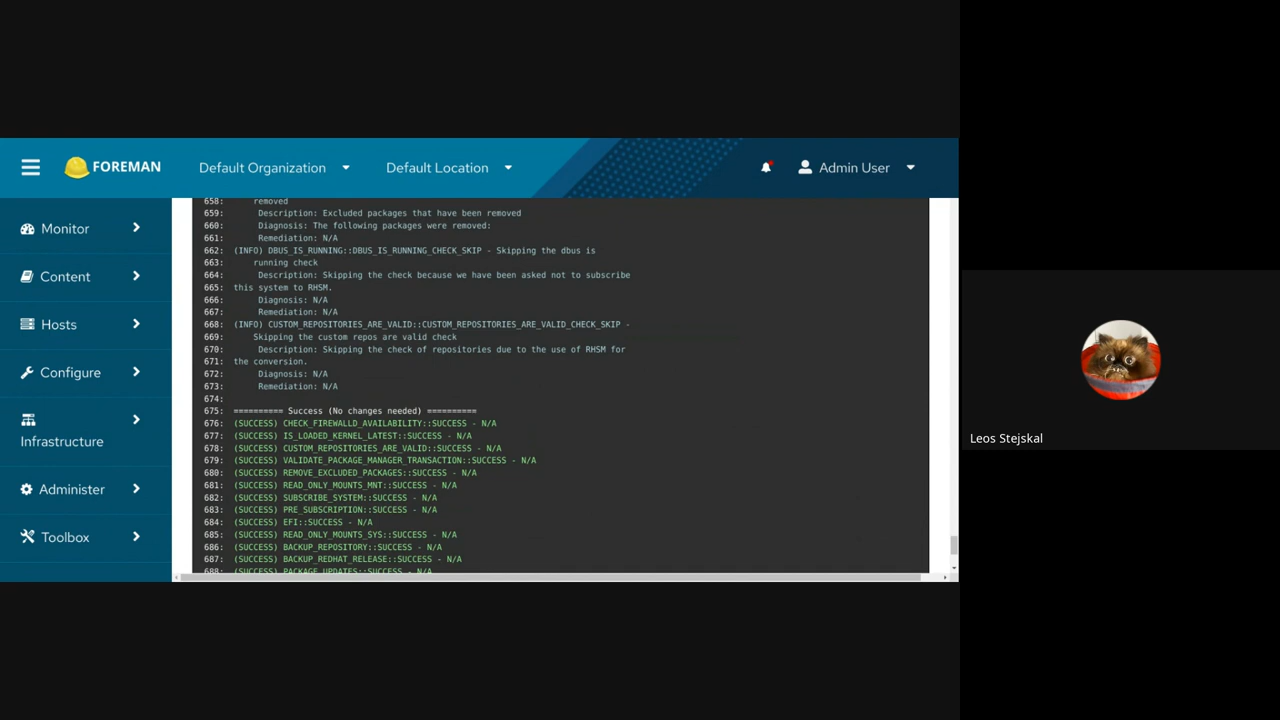 FOREMAN
Default Organization
Default Location
Admin User
Monitor
Content
Hosts
Configure
Infrastructure
Administer
Toolbox
658: removed
659: Description: Excluded packages that have been removed
660: Diagnosis: The following packages were removed:
661: Remediation: N/A
662: (INFO) DBUS_IS_RUNNING::DBUS_IS_RUNNING_CHECK_SKIP - Skipping the dbus is
663: running check
664: Description: Skipping the check because we have been asked not to subscribe
665: this system to RHSM.
666: Diagnosis: N/A
667: Remediation: N/A
668: (INFO) CUSTOM_REPOSITORIES_ARE_VALID::CUSTOM_REPOSITORIES_ARE_VALID_CHECK_SKIP -
669: Skipping the custom repos are valid check
670: Description: Skipping the check of repositories due to the use of RHSM for
671: the conversion.
672: Diagnosis: N/A
673: Remediation: N/A
674:
675: ========== Success (No changes needed) ==========
676: (SUCCESS) CHECK_FIREWALLD_AVAILABILITY::SUCCESS - N/A
677: (SUCCESS) IS_LOADED_KERNEL_LATEST::SUCCESS - N/A
678: (SUCCESS) CUSTOM_REPOSITORIES_ARE_VALID::SUCCESS - N/A
679: (SUCCESS) VALIDATE_PACKAGE_MANAGER_TRANSACTION::SUCCESS - N/A
680: (SUCCESS) REMOVE_EXCLUDED_PACKAGES::SUCCESS - N/A
681: (SUCCESS) READ_ONLY_MOUNTS_MNT::SUCCESS - N/A
682: (SUCCESS) SUBSCRIBE_SYSTEM::SUCCESS - N/A
683: (SUCCESS) PRE_SUBSCRIPTION::SUCCESS - N/A
684: (SUCCESS) EFI::SUCCESS - N/A
685: (SUCCESS) READ_ONLY_MOUNTS_SYS::SUCCESS - N/A
686: (SUCCESS) BACKUP_REPOSITORY::SUCCESS - N/A
687: (SUCCESS) BACKUP_REDHAT_RELEASE::SUCCESS - N/A
688: (SUCCESS) PACKAGE_UPDATES::SUCCESS - N/A
Leos Stejskal